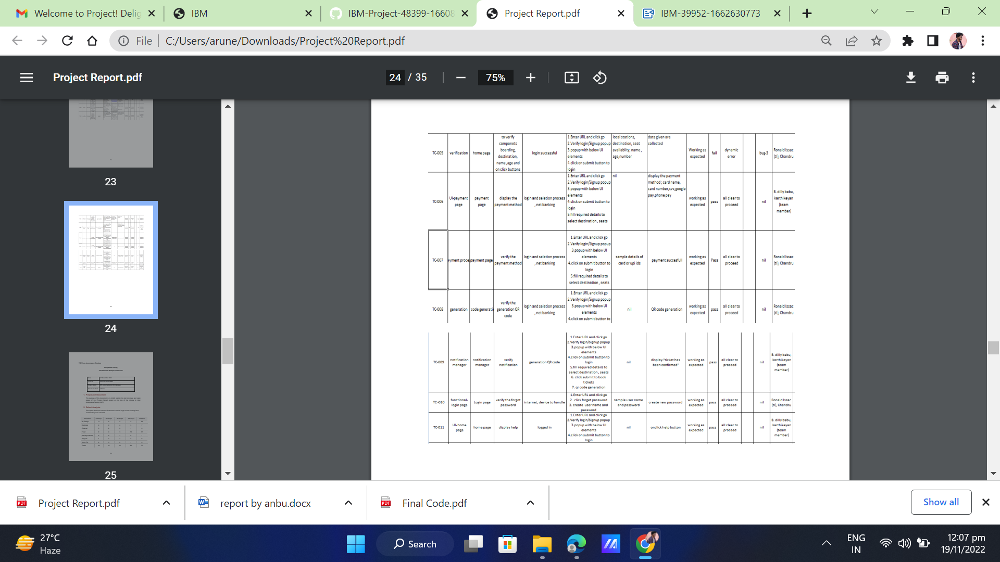 Welcome to Project! Delig
IBM
IBM-Project-48399-16608
Project Report.pdf
IBM-39952-1662630773
File
C:/Users/arune/Downloads/Project%20Report.pdf
Project Report.pdf
24 / 35
75%
23
24
25
TC-005
verification
home page
to verify
componets
boarding,
destination,
name ,age and
on click buttons
login successful
1.Enter URL and click go
2.Verify login/Signup popup
3.popup with below UI
elements
4.click on submit button to
login
local stations,
destination, seat
availablity, name ,
age,number
data given are
collected
Working as
expected
fail
dynamic
error
bug-3
Ronald Issac
(tl), Chandru
TC-006
UI-payment
page
payment
page
display the
payment method
login and seletion process
, net banking
1.Enter URL and click go
2.Verify login/Signup popup
3.popup with below UI
elements
4.click on submit button to
login
5.fill required details to
select destination , seats
nil
display the payment
method ; card name,
card number,cvv,google
pay,phone pay
working as
expected
pass
all clear to
proceed
nil
B. dilly babu,
karthikeyan
(team
member)
TC-007
yment proce
payment page
verify the
payment method
login and seletion process
, net banking
1.Enter URL and click go
2.Verify login/Signup popup
3.popup with below UI
elements
4.click on submit button to
login
5.fill required details to
select destination , seats
sample details of
card or upi ids
payment succesfull
working as
expected
Pass
all clear to
proceed
nil
Ronald Issac
(tl), Chandru
TC-008
generation
code generati
verify the
generation QR
code
login and seletion process
, net banking
1.Enter URL and click go
2.Verify login/Signup popup
3.popup with below UI
elements
4.click on submit button to
nil
QR code generation
working as
expected
pass
all clear to
proceed
nil
Ronald Issac
(tl), Chandru
TC-009
notification
manager
notification
manager
verify
notification
generation QR code
1.Enter URL and click go
2.Verify login/Signup popup
3.popup with below UI
elements
4.click on submit button to
login
5.fill required details to
select destination , seats
6. click submit to book
tickets
7. qr code generation
nil
display-"ticket has
been confirmed"
working as
expected
pass
all clear to
proceed
nil
B. dilly babu,
karthikeyan
(team
member)
TC-010
functional-
login page
Login page
verify the forgot
password
internet, device to handle
1.Enter URL and click go
2 . click forget password
3. create user name and
password
sample user name
and password
create new password
working as
expected
pass
all clear to
proceed
nil
Ronald Issac
(tl), Chandru
TC-011
UI- home
page
home page
display help
logged in
1.Enter URL and click go
2.Verify login/Signup popup
3.popup with below UI
elements
4.click on submit button to
login
nil
onclick help button
working as
expected
pass
all clear to
proceed
nil
B. dilly babu,
karthikeyan
(team
member)
Project Report.pdf
report by anbu.docx
Final Code.pdf
Show all
27°C
Haze
Search
ENG
IN
12:07 pm
19/11/2022